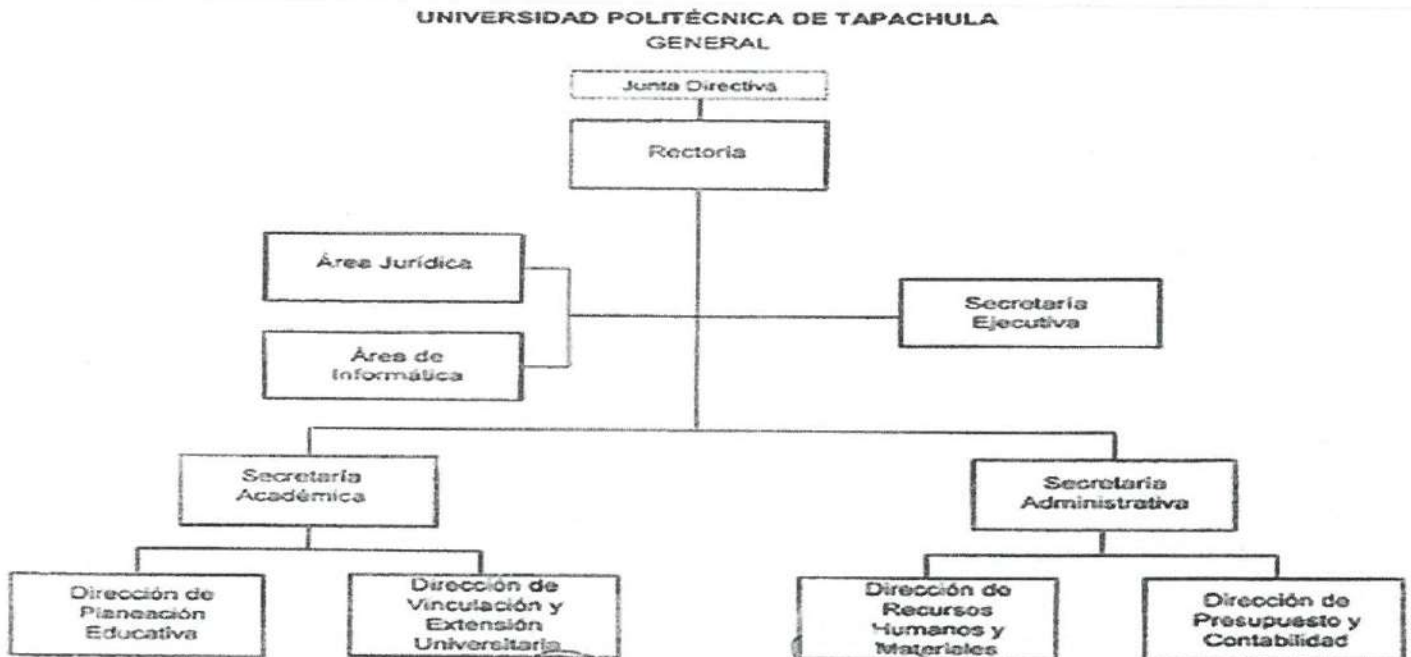 UNIVERSIDAD POLITÉCNICA DE TAPACHULA
GENERAL
Junta Directiva
Rectoría
Área Jurídica
Secretaría
Ejecutiva
Área de
Informática
Secretaría
Académica
Secretaría
Administrativa
Dirección de
Planeación
Educativa
Dirección de
Vinculación y
Extensión
Universitaria
Dirección de
Recursos
Humanos y
Materiales
Dirección de
Presupuesto y
Contabilidad